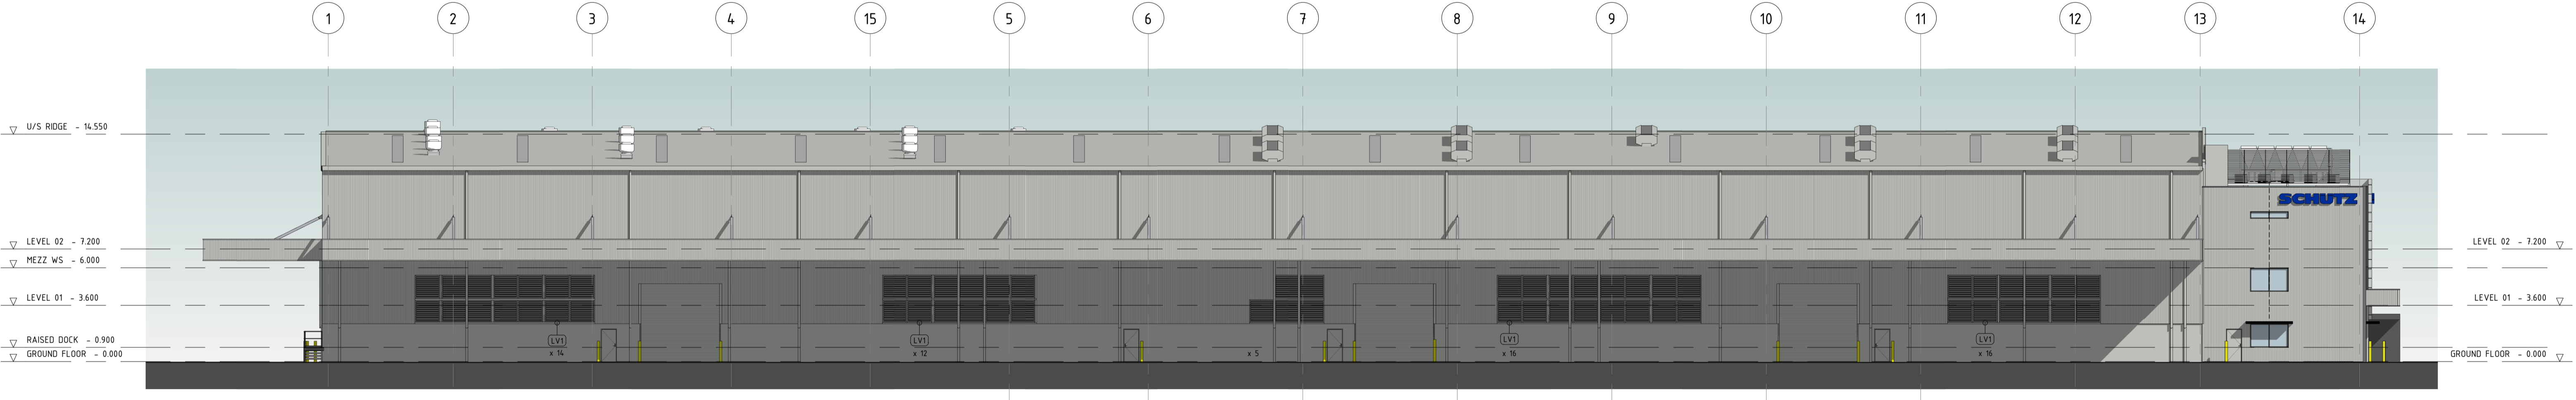 1 2 3 4 15 5 6 7 8 9 10 11 12 13 14
U/S RIDGE - 14.550
SCHUTZ
LEVEL 02 - 7.200
LEVEL 02 - 7.200
MEZZ WS - 6.000
LEVEL 01 - 3.600
LEVEL 01 - 3.600
RAISED DOCK - 0.900
LV1 LV1 LV1 LV1
GROUND FLOOR - 0.000
x 14 x 12 x 5 x 16 x 16
GROUND FLOOR - 0.000